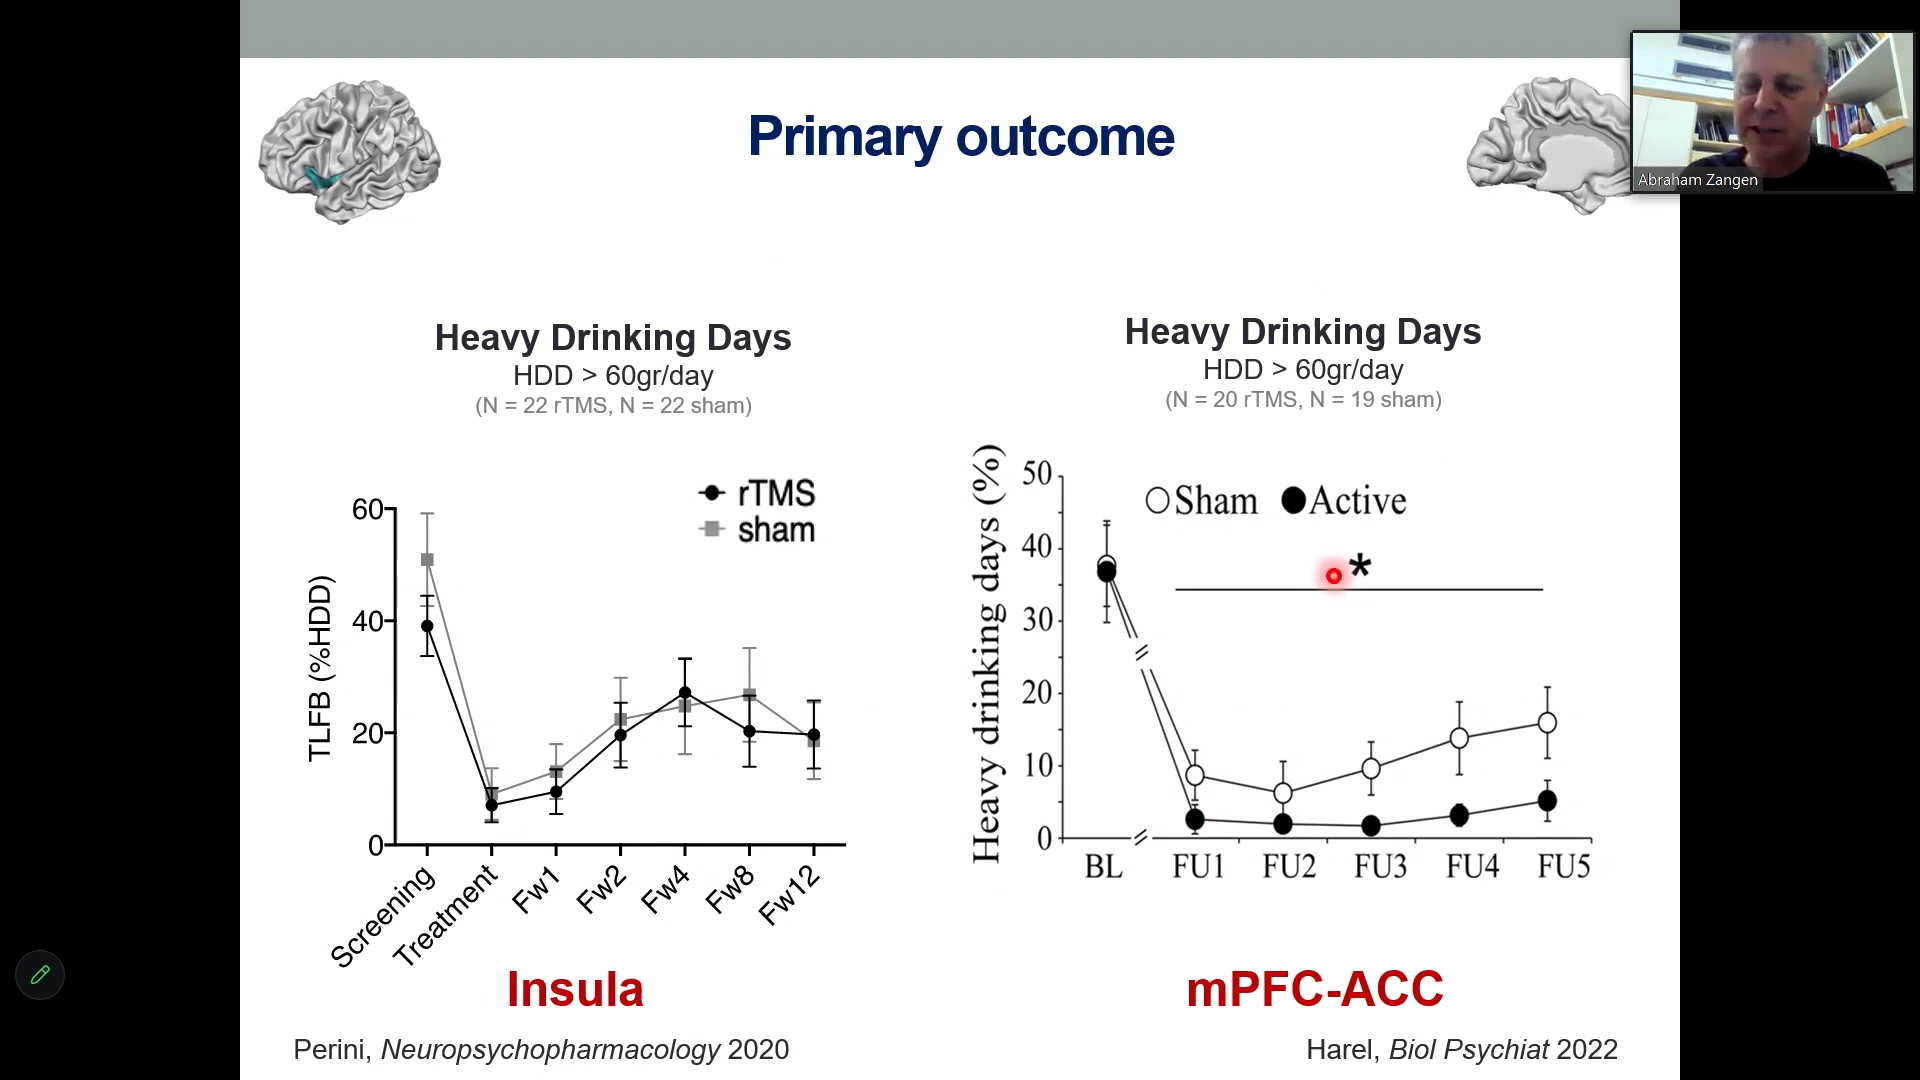 Primary outcome
Abraham Zangen
Heavy Drinking Days
HDD > 60gr/day
(N = 22 rTMS, N = 22 sham)
rTMS
sham
TLFB (%HDD)
60
40
20
0
Screening
Treatment
Fw1
Fw2
Fw4
Fw8
Fw12
Insula
Perini, Neuropsychopharmacology 2020
Heavy Drinking Days
HDD > 60gr/day
(N = 20 rTMS, N = 19 sham)
Heavy drinking days (%)
50
40
30
20
10
0
Sham Active
*
BL FU1 FU2 FU3 FU4 FU5
mPFC-ACC
Harel, Biol Psychiat 2022